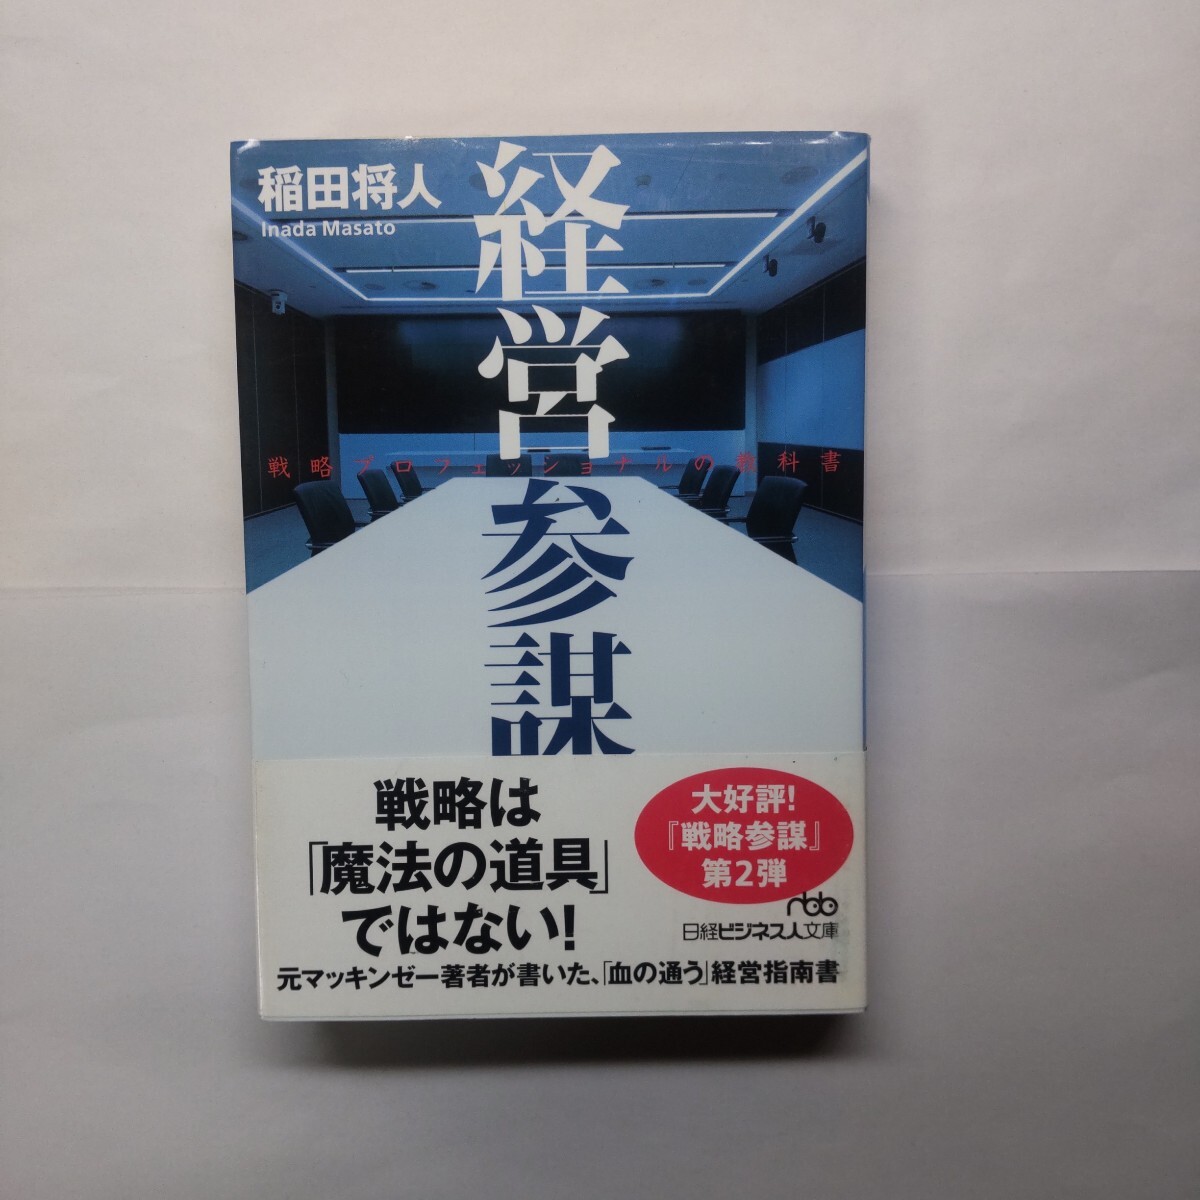 稲田将人
Inada Masato
経営参謀
戦略プロフェッショナルの教科書
戦略は
「魔法の道具」
ではない!
大好評!
『戦略参謀』
第2弾
nbb
日経ビジネス人文庫
元マッキンゼー著者が書いた、「血の通う」経営指南書